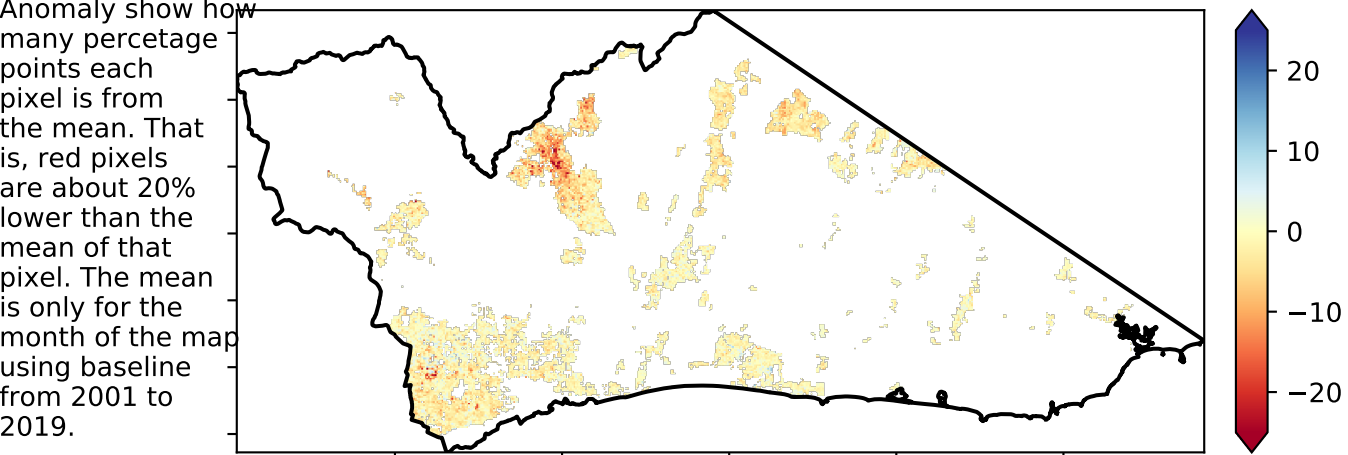 Anomaly show how
many percetage
points each
pixel is from
the mean. That
is, red pixels
are about 20%
lower than the
mean of that
pixel. The mean
is only for the
month of the map
using baseline
from 2001 to
2019.
20
10
0
−10
−20